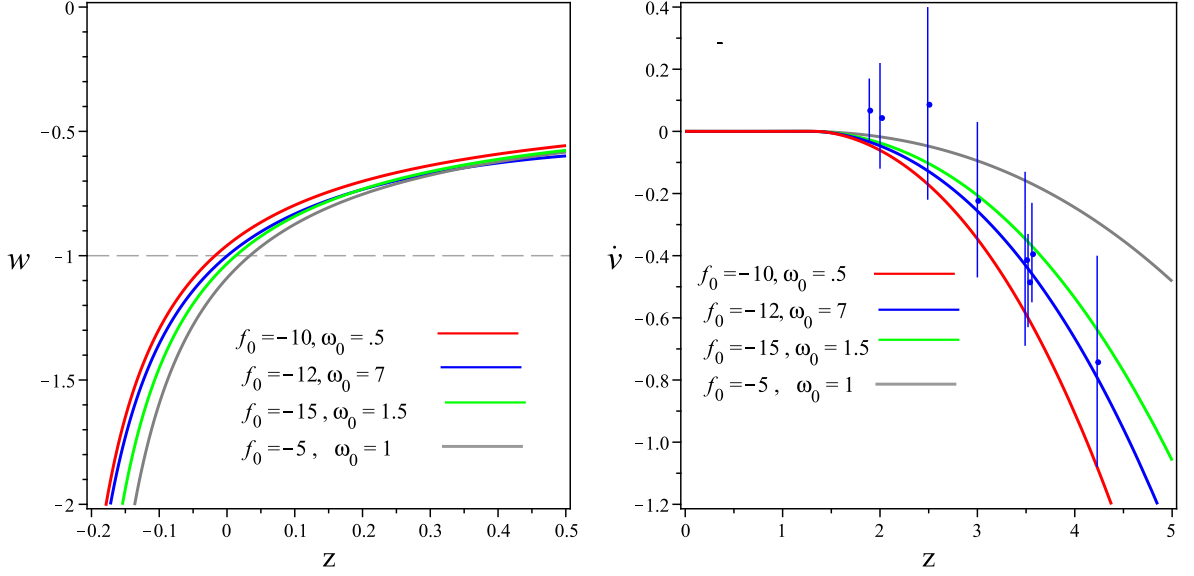 0
−0.5
w
−1
f0 =−10, ω0 = .5
f0 =−12, ω0 = 7
−1.5
f0 =−15 , ω0 = 1.5
f0 =−5 , ω0 = 1
−2
−0.2 −0.1 0 0.1 0.2 0.3 0.4 0.5
z
0.4
-
0.2
0
−0.2
v̇
−0.4
f0 =−10, ω0 = .5
−0.6
f0 =−12, ω0 = 7
f0 =−15 , ω0 = 1.5
−0.8
f0 =−5 , ω0 = 1
−1.0
−1.2
0 1 2 3 4 5
z